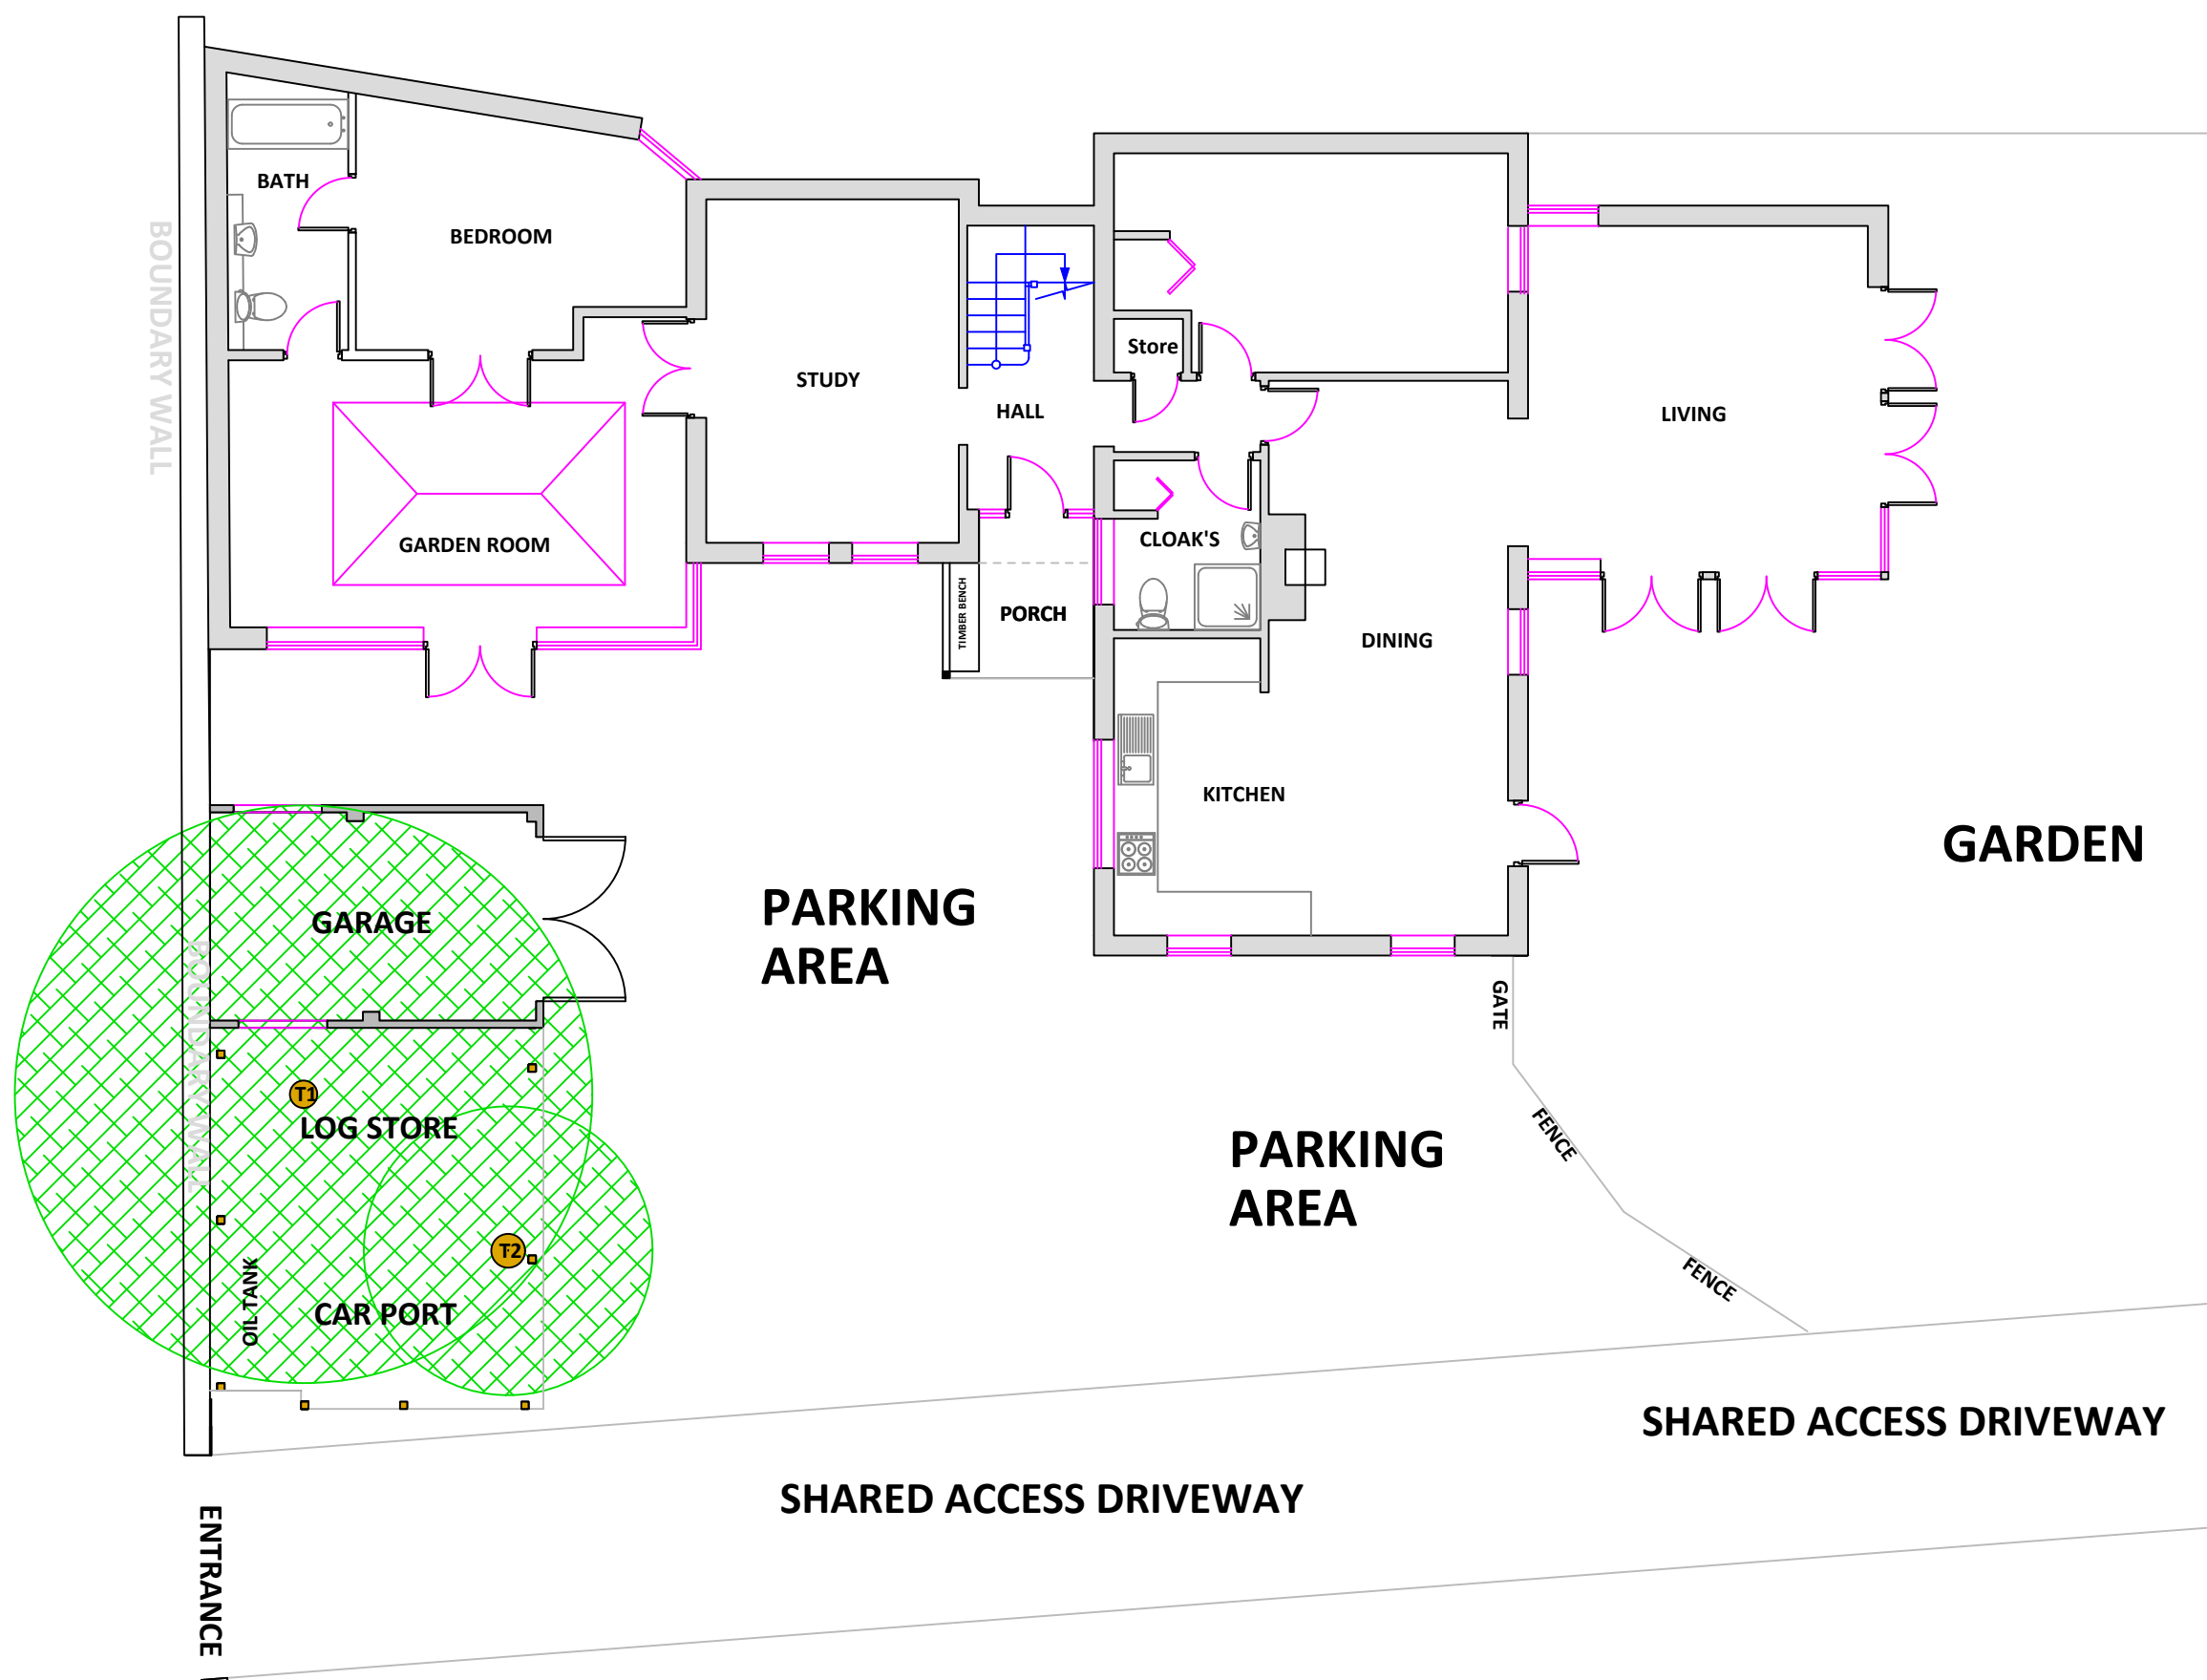 BATH
BEDROOM
BOUNDARY WALL
STUDY
HALL
Store
LIVING
GARDEN ROOM
CLOAK'S
TIMBER BENCH
PORCH
DINING
KITCHEN
GARDEN
GARAGE
PARKING
AREA
BOUNDARY WALL
GATE
T1
LOG STORE
PARKING
AREA
FENCE
T2
OIL TANK
CAR PORT
FENCE
SHARED ACCESS DRIVEWAY
SHARED ACCESS DRIVEWAY
ENTRANCE